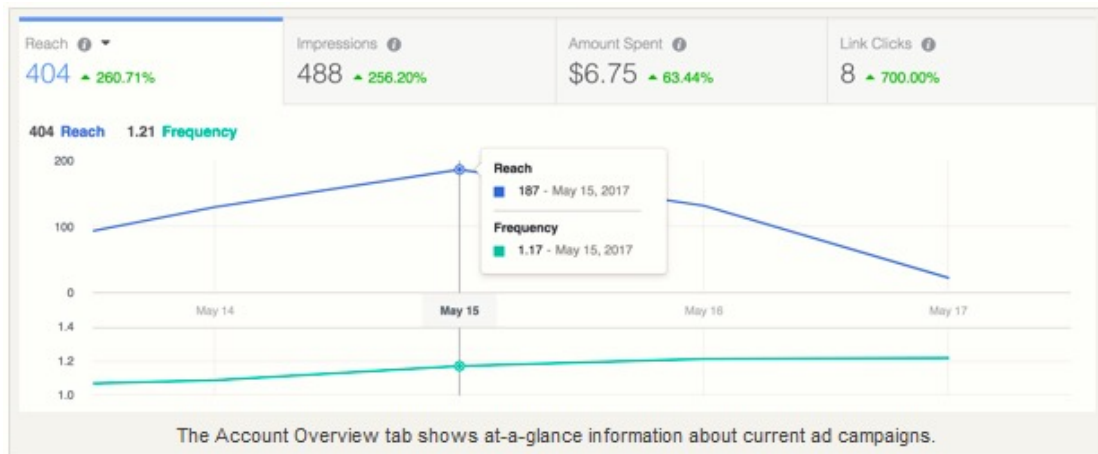 Reach
404 260.71%
Impressions
488 256.20%
Amount Spent
$6.75 63.44%
Link Clicks
8 700.00%
404 Reach 1.21 Frequency
200
100
0
Reach
187 - May 15, 2017
Frequency
1.17 - May 15, 2017
May 14 May 15 May 16 May 17
1.4
1.2
1.0
The Account Overview tab shows at-a-glance information about current ad campaigns.